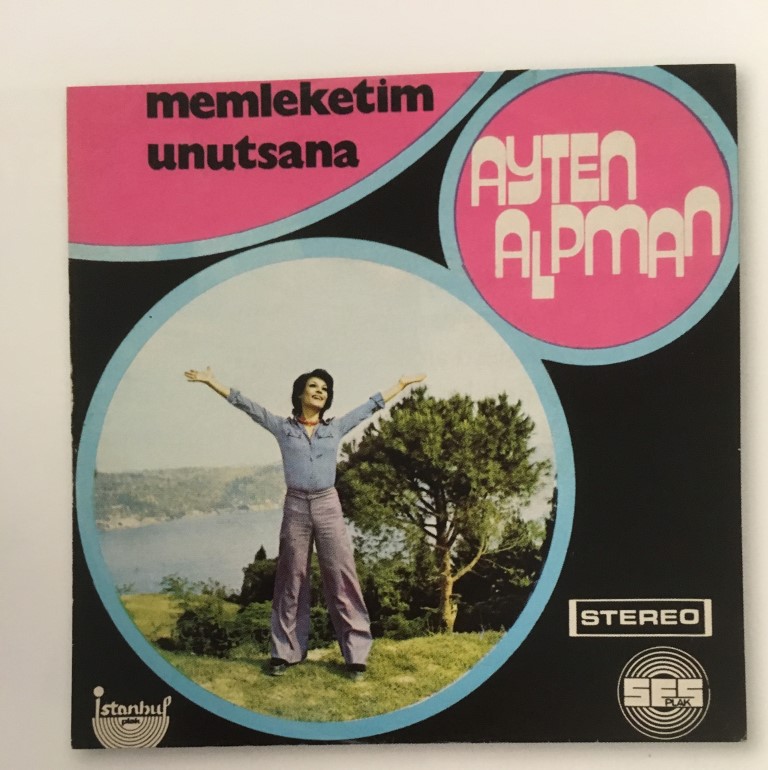 memleketim
unutsana
AYTEN
ALPMAN
STEREO
SES
PLAK
istanbul
plak